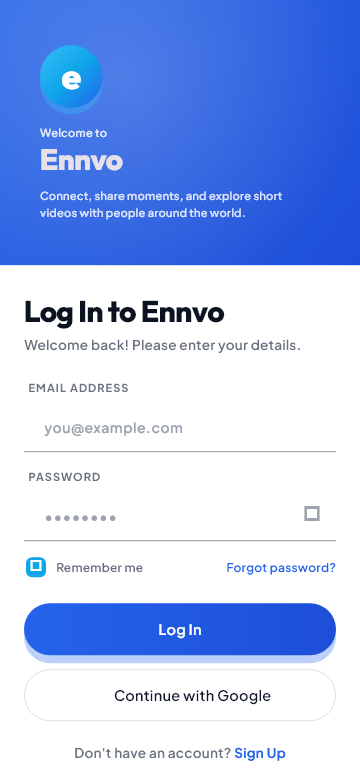 e
Welcome to
Ennvo
Connect, share moments, and explore short
videos with people around the world.
Log In to Ennvo
Welcome back! Please enter your details.
EMAIL ADDRESS
you@example.com
PASSWORD
••••••••
Remember me
Forgot password?
Log In
Continue with Google
Don't have an account? Sign Up